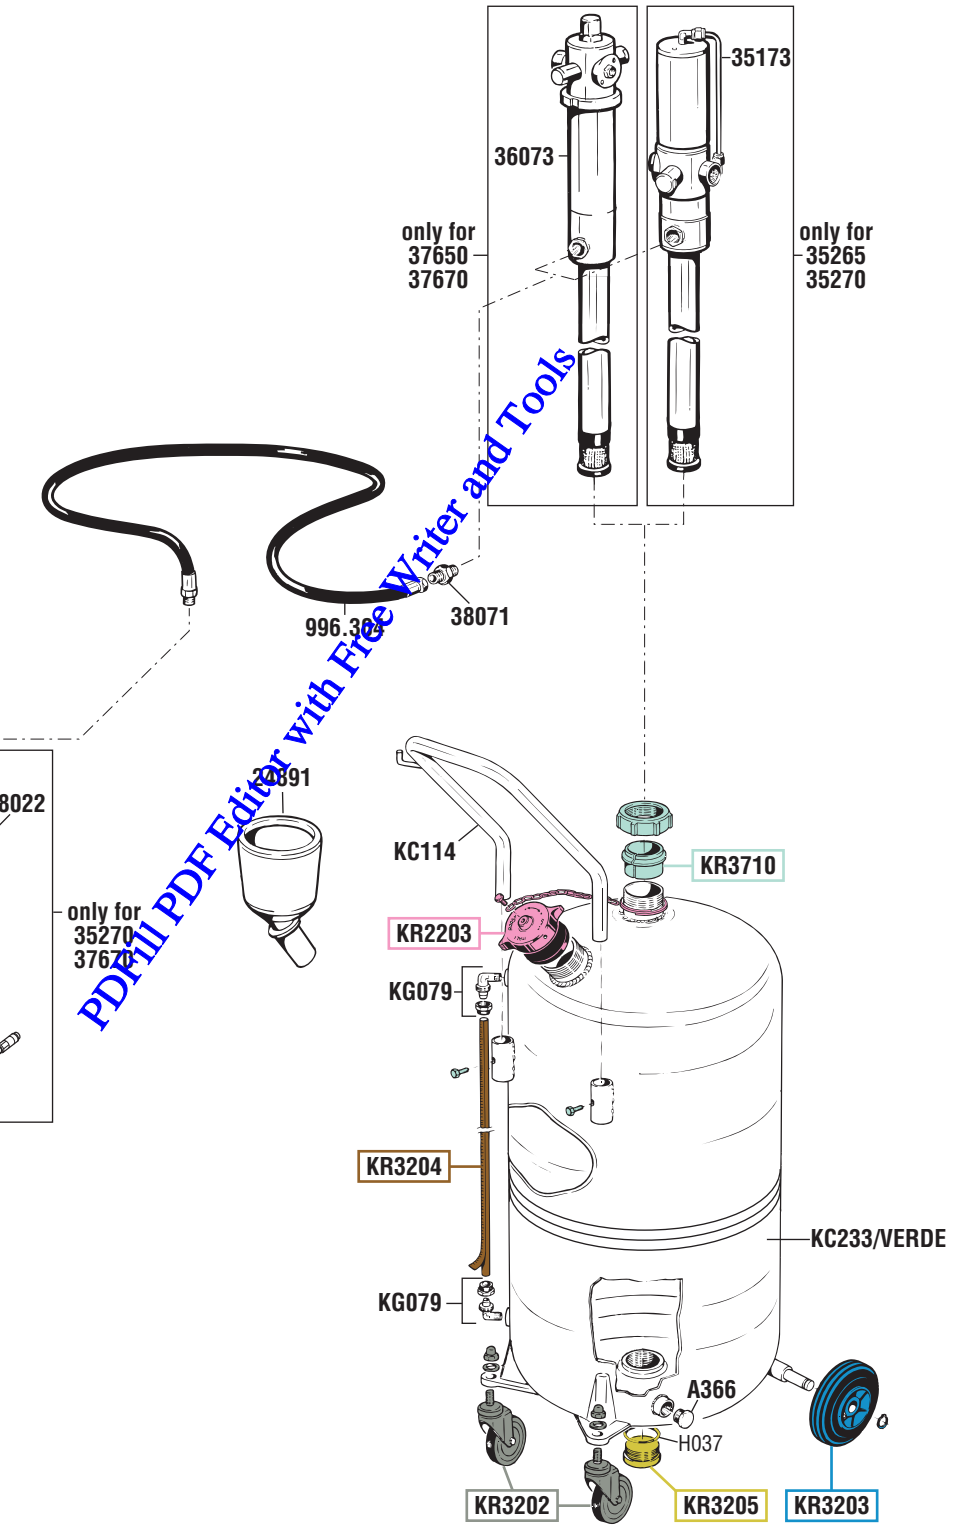 35173
36073
only for
37650
37670
only for
35265
35270
996.304
38071
24891
8022
KC114
KR3710
only for
35270
37670
KR2203
KG079
KR3204
KC233/VERDE
KG079
A366
H037
KR3202
KR3205
KR3203
PDFill PDF Editor with Free Writer and Tools